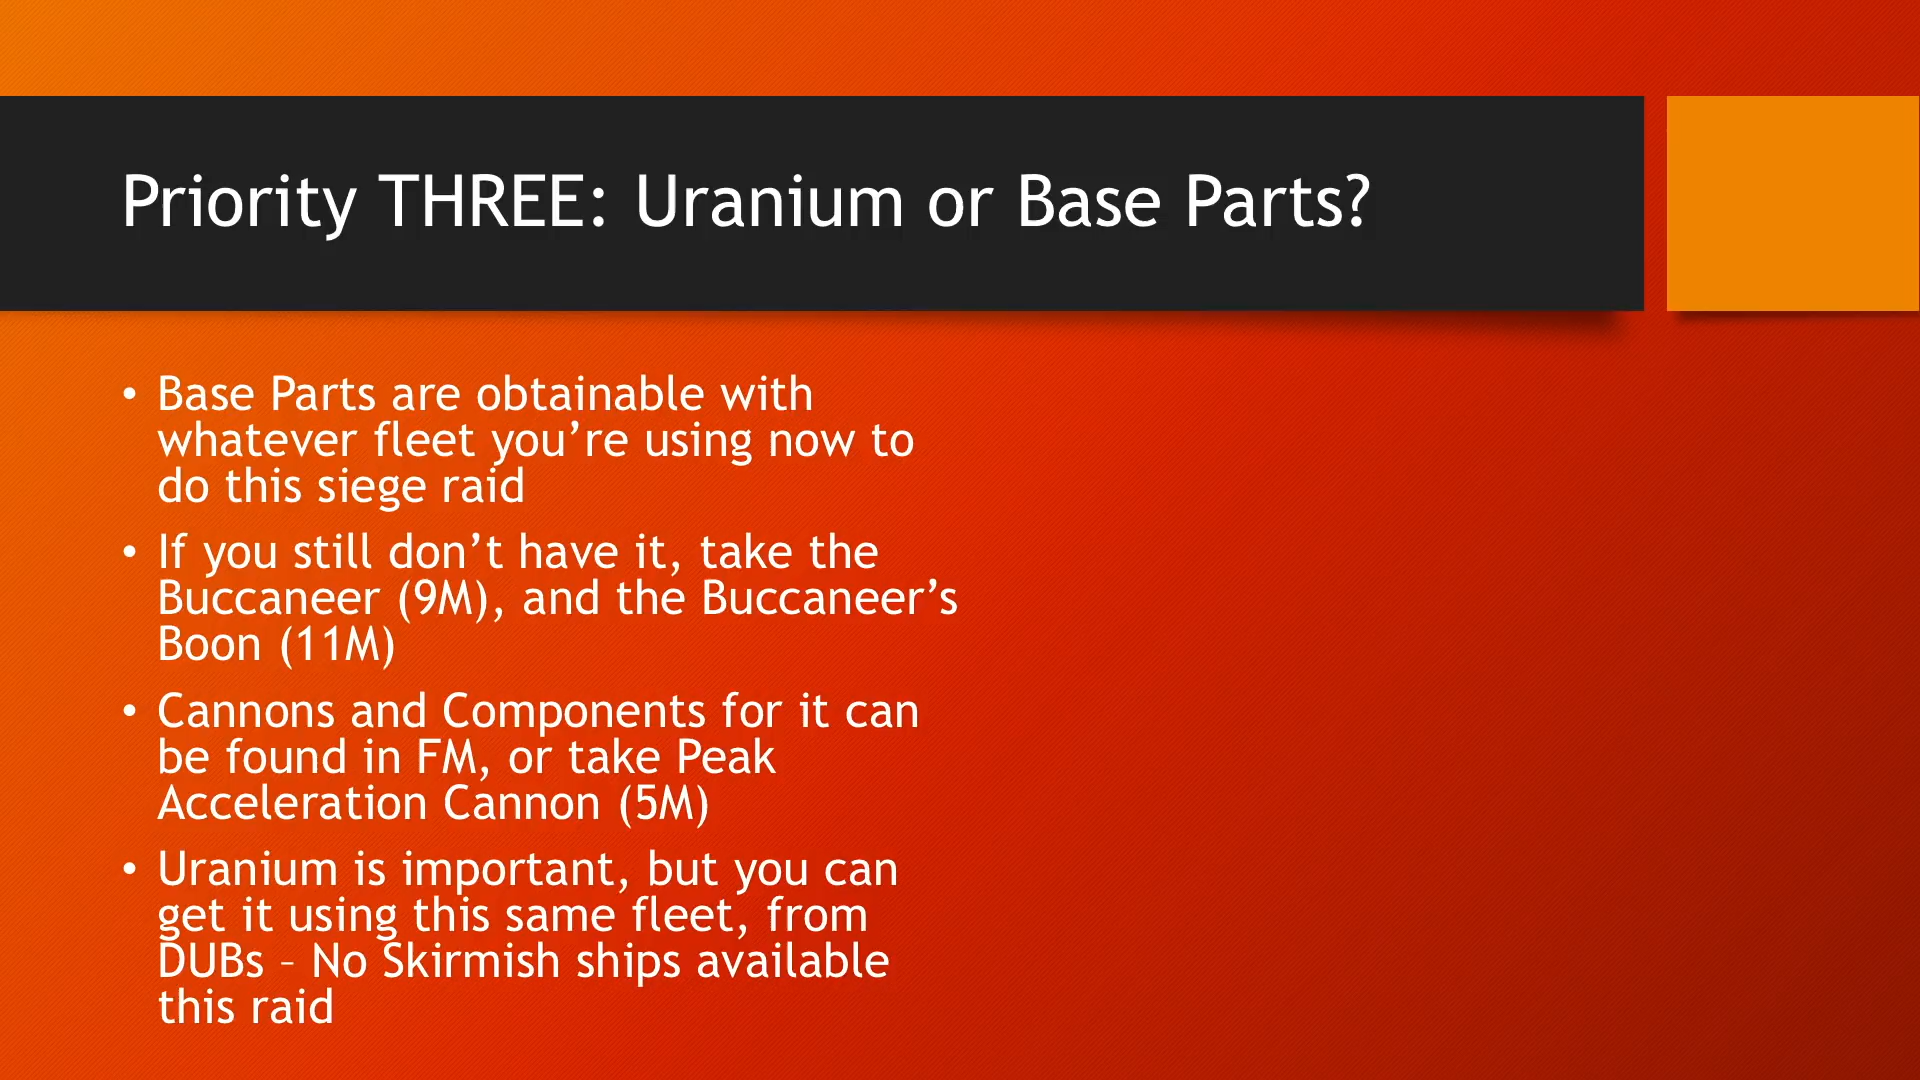 Priority THREE: Uranium or Base Parts?
• Base Parts are obtainable with
whatever fleet you’re using now to
do this siege raid
• If you still don’t have it, take the
Buccaneer (9M), and the Buccaneer’s
Boon (11M)
• Cannons and Components for it can
be found in FM, or take Peak
Acceleration Cannon (5M)
• Uranium is important, but you can
get it using this same fleet, from
DUBs – No Skirmish ships available
this raid